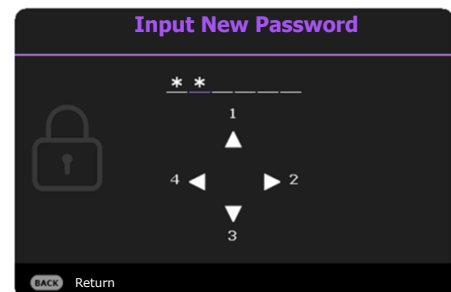 Input New Password
* * _ _ _ _
1
4 2
3
BACK Return